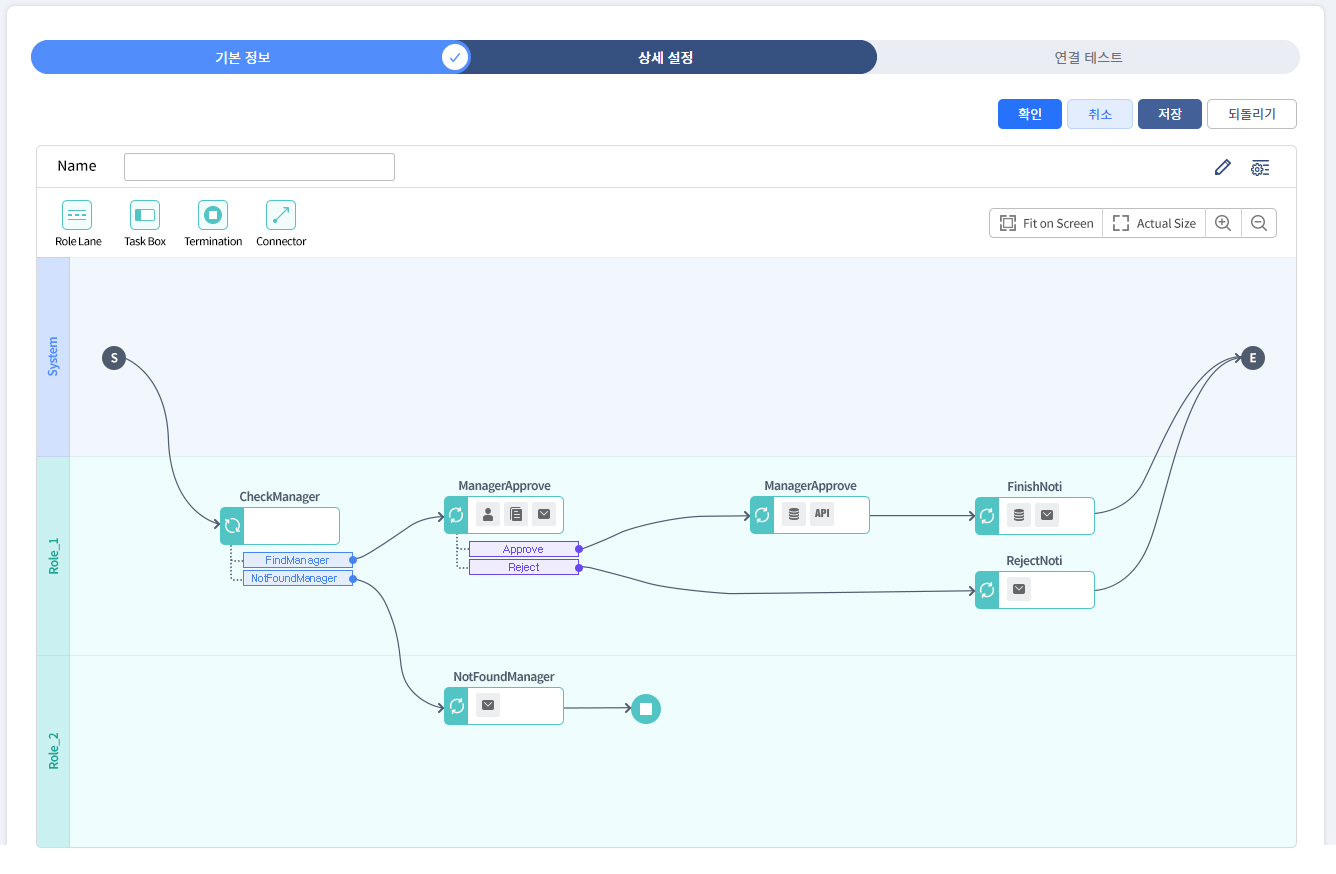 기본 정보
상세 설정
연결 테스트
확인
취소
저장
되돌리기
Name
Role Lane
Task Box
Termination
Connector
Fit on Screen
Actual Size
System
S
E
Role_1
CheckManager
FindManager
NotFoundManager
ManagerApprove
Approve
Reject
ManagerApprove
API
FinishNoti
RejectNoti
Role_2
NotFoundManager